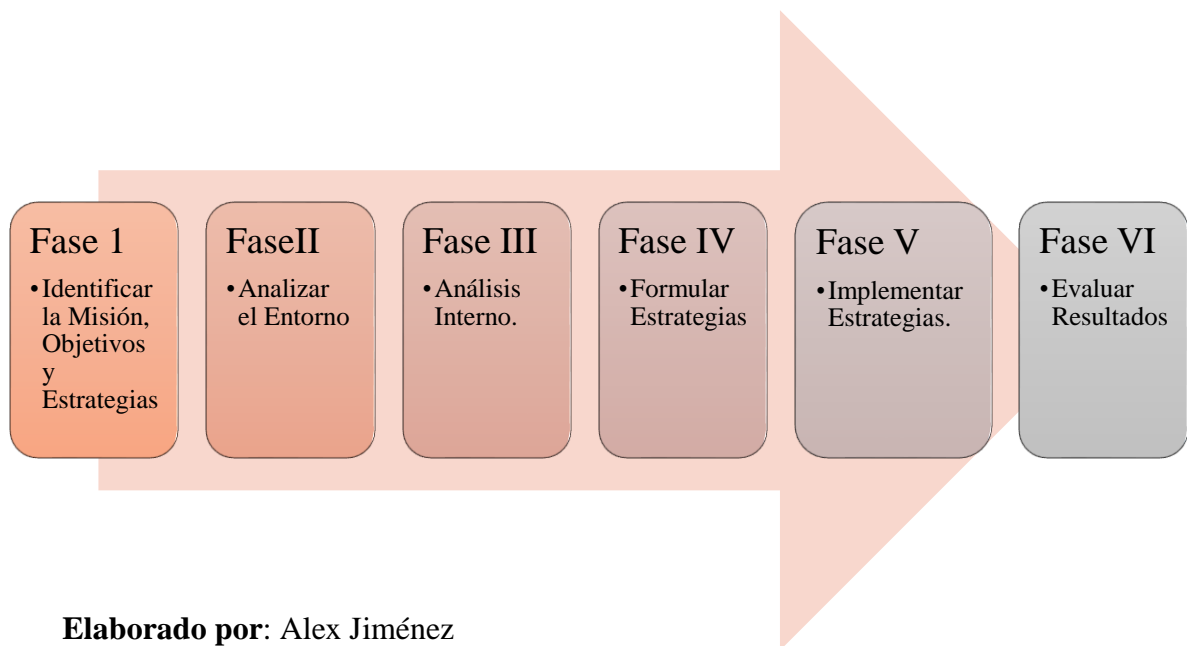 Fase 1
•Identificar
la Misión,
Objetivos
y
Estrategias
FaseII
•Analizar
el Entorno
Fase III
•Análisis
Interno.
Fase IV
•Formular
Estrategias
Fase V
•Implementar
Estrategias.
Fase VI
•Evaluar
Resultados
Elaborado por: Alex Jiménez